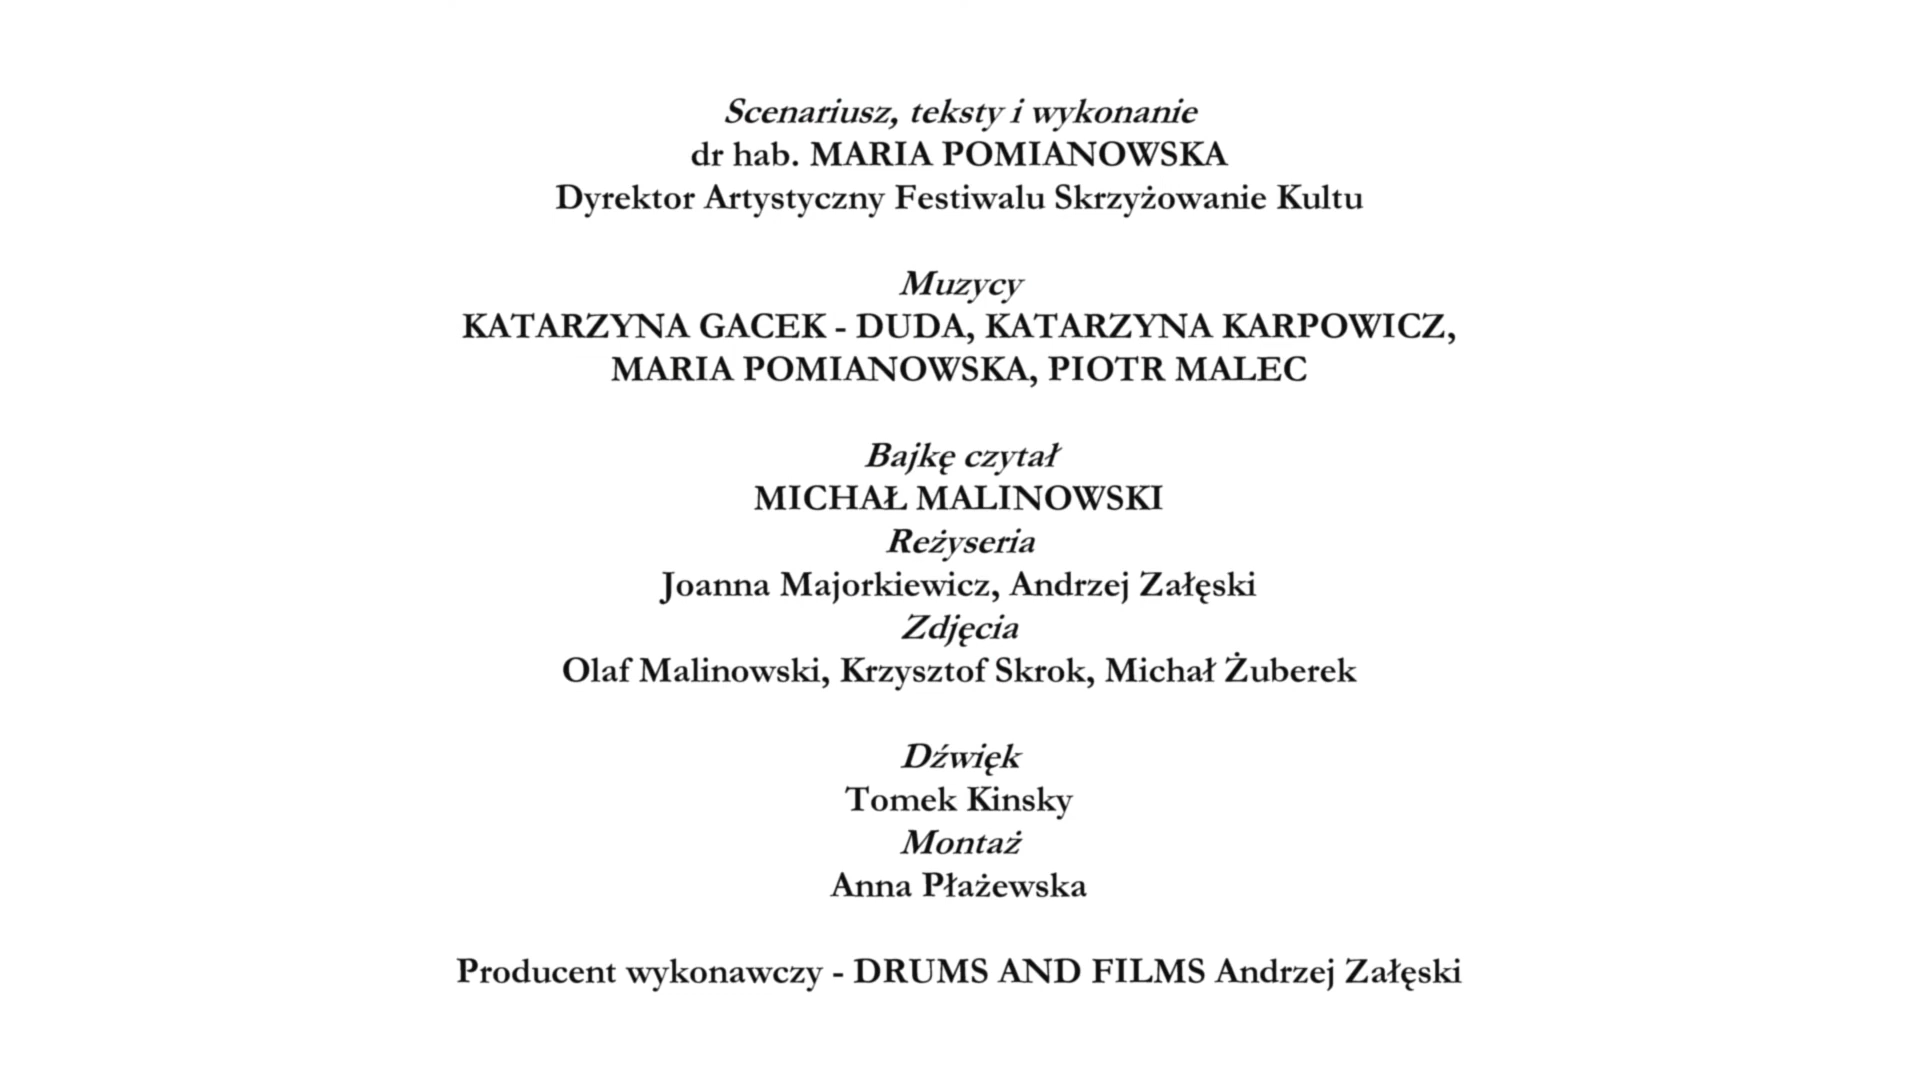 Scenariusz, teksty i wykonanie
dr hab. MARIA POMIANOWSKA
Dyrektor Artystyczny Festiwalu Skrzyżowanie Kultu
Muzycy
KATARZYNA GACEK - DUDA, KATARZYNA KARPOWICZ,
MARIA POMIANOWSKA, PIOTR MALEC
Bajkę czytał
MICHAŁ MALINOWSKI
Reżyseria
Joanna Majorkiewicz, Andrzej Załęski
Zdjęcia
Olaf Malinowski, Krzysztof Skrok, Michał Żuberek
Dźwięk
Tomek Kinsky
Montaż
Anna Płażewska
Producent wykonawczy - DRUMS AND FILMS Andrzej Załęski